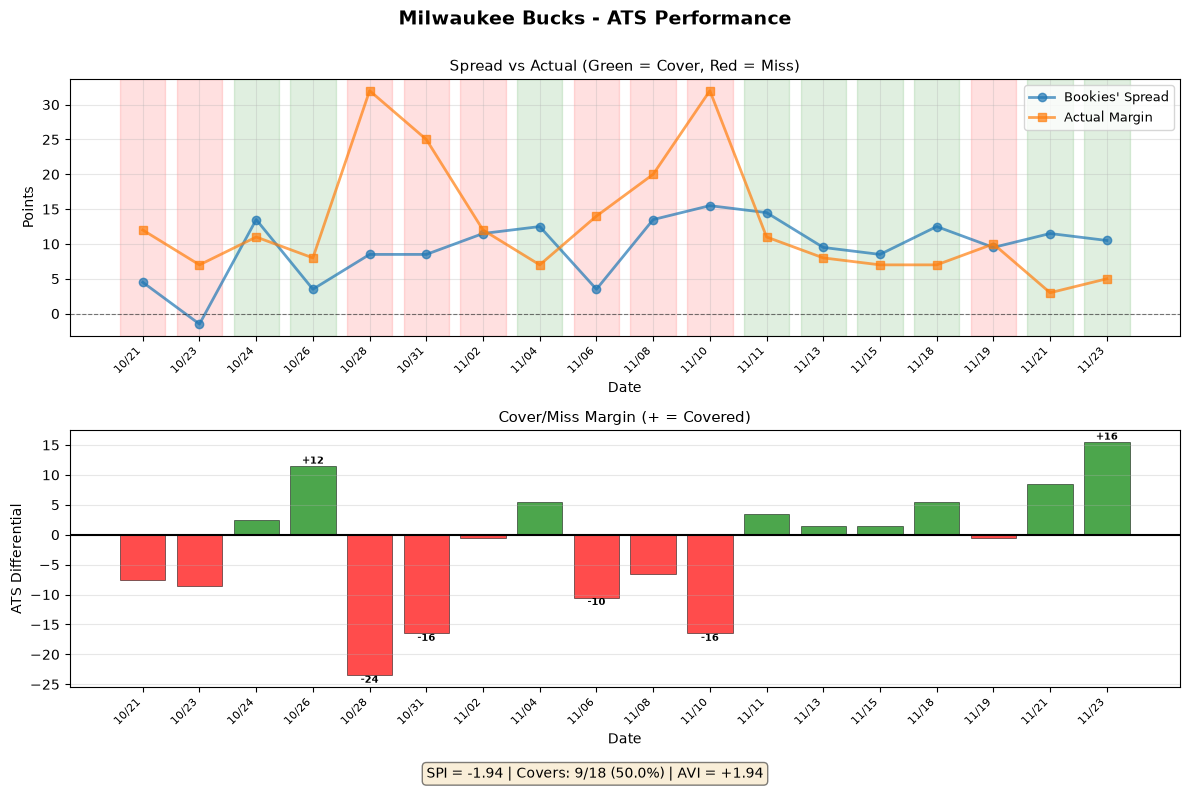 Milwaukee Bucks - ATS Performance
Spread vs Actual (Green = Cover, Red = Miss)
Points
30
25
20
15
10
5
0
Bookies' Spread
Actual Margin
10/21 10/23 10/24 10/26 10/28 10/31 11/02 11/04 11/06 11/08 11/10 11/11 11/13 11/15 11/18 11/19 11/21 11/23
Date
Cover/Miss Margin (+ = Covered)
ATS Differential
15
10
5
0
−5
−10
−15
−20
−25
+12
-24
-16
-10
-16
+16
10/21 10/23 10/24 10/26 10/28 10/31 11/02 11/04 11/06 11/08 11/10 11/11 11/13 11/15 11/18 11/19 11/21 11/23
Date
SPI = -1.94 | Covers: 9/18 (50.0%) | AVI = +1.94